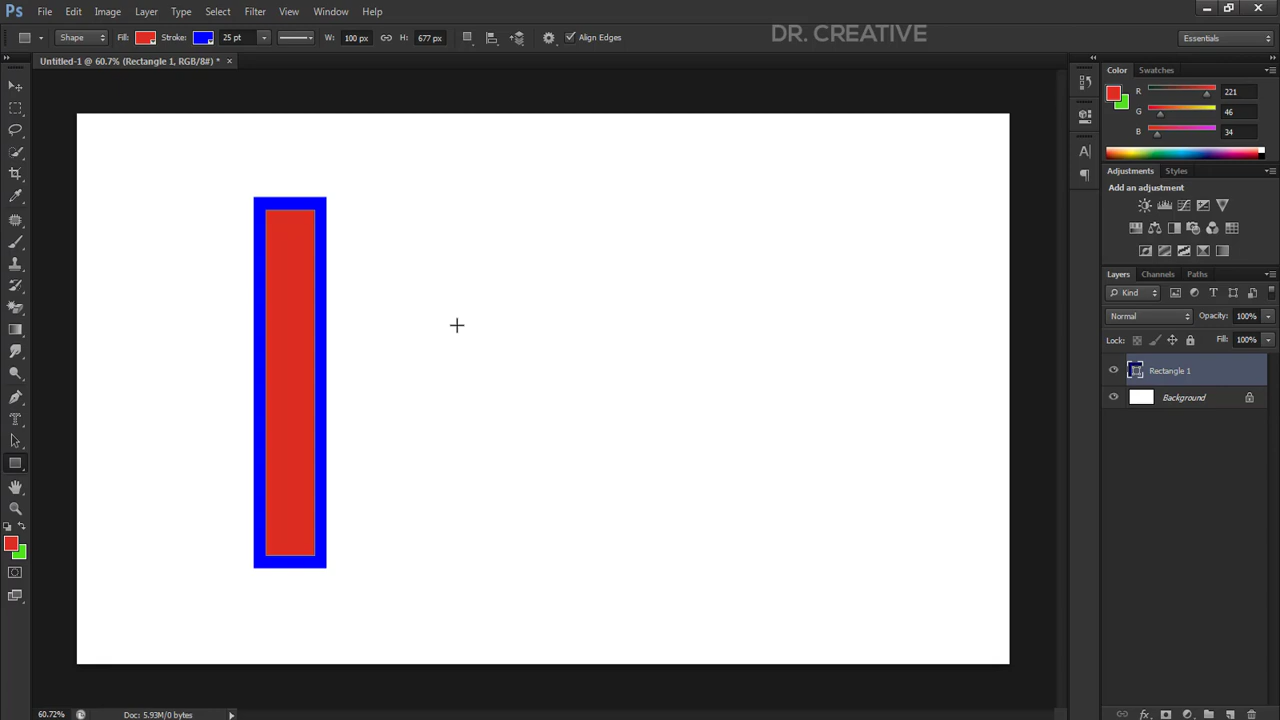 Ps File Edit Image Layer Type Select Filter View Window Help
Shape Fill: Stroke: 25 pt W: 100 px H: 677 px Align Edges DR. CREATIVE Essentials
Untitled-1 @ 60.7% (Rectangle 1, RGB/8#) * ×
Color Swatches
R 221
G 46
B 34
Adjustments Styles
Add an adjustment
Layers Channels Paths
Kind
Normal Opacity: 100%
Lock: Fill: 100%
Rectangle 1
Background
60.72% Doc: 5.93M/0 bytes